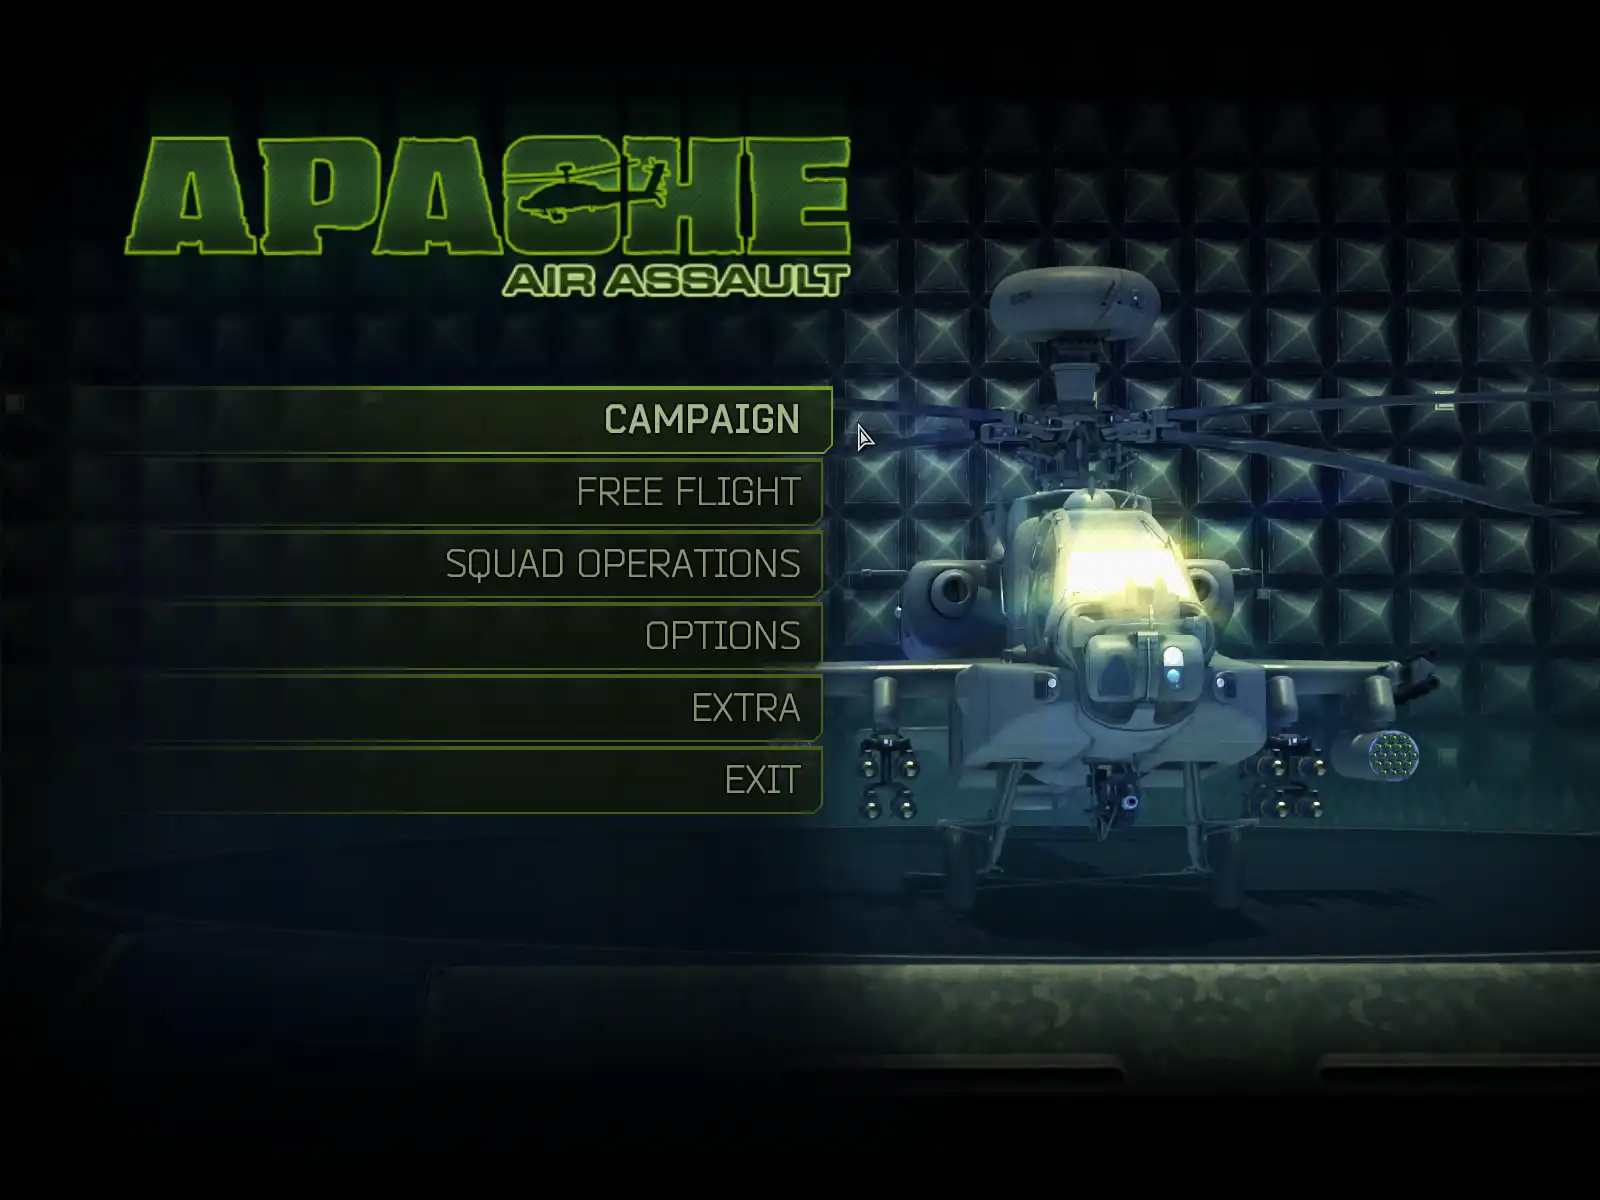 APACHE
AIR ASSAULT
CAMPAIGN
FREE FLIGHT
SQUAD OPERATIONS
OPTIONS
EXTRA
EXIT